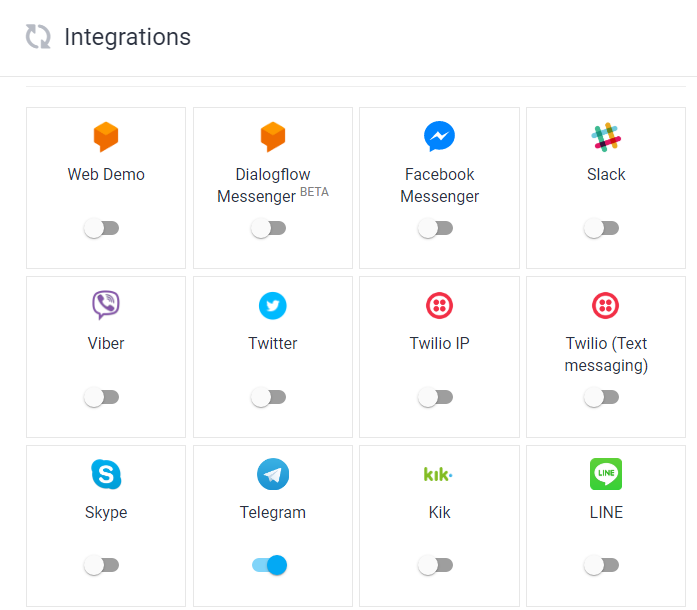 Integrations
Web Demo
Dialogflow
Messenger BETA
Facebook
Messenger
Slack
Viber
Twitter
Twilio IP
Twilio (Text
messaging)
S
Skype
Telegram
kik.
Kik
LINE
LINE